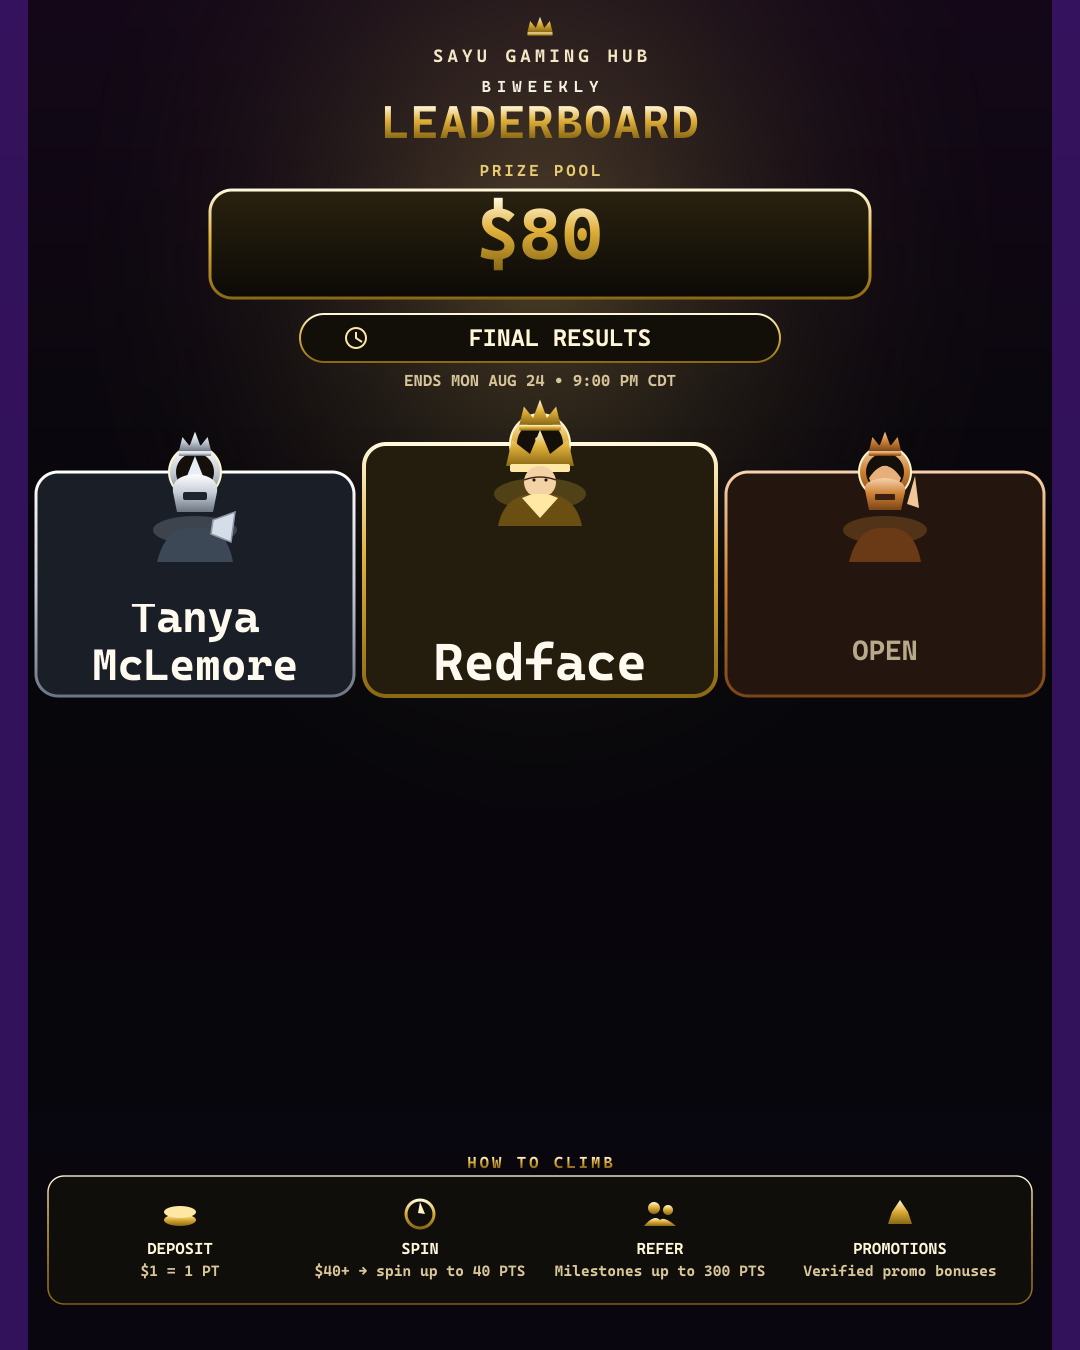 SAYU GAMING HUB
BIWEEKLY
LEADERBOARD
PRIZE POOL
$80
FINAL RESULTS
ENDS MON AUG 24 • 9:00 PM CDT
Tanya
McLemore
Redface
OPEN
HOW TO CLIMB
DEPOSIT
$1 = 1 PT
SPIN
$40+ → spin up to 40 PTS
REFER
Milestones up to 300 PTS
PROMOTIONS
Verified promo bonuses